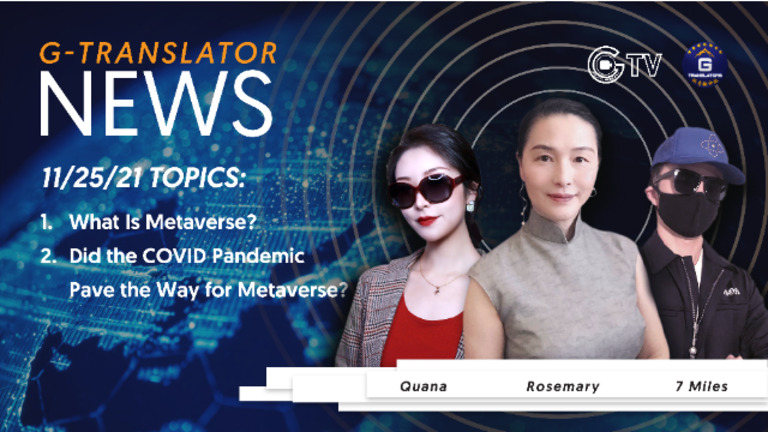 G-TRANSLATOR
NEWS
G TV
G
TRANSLATORS
11/25/21 TOPICS:
1. What Is Metaverse?
2. Did the COVID Pandemic
Pave the Way for Metaverse?
Quana Rosemary 7 Miles